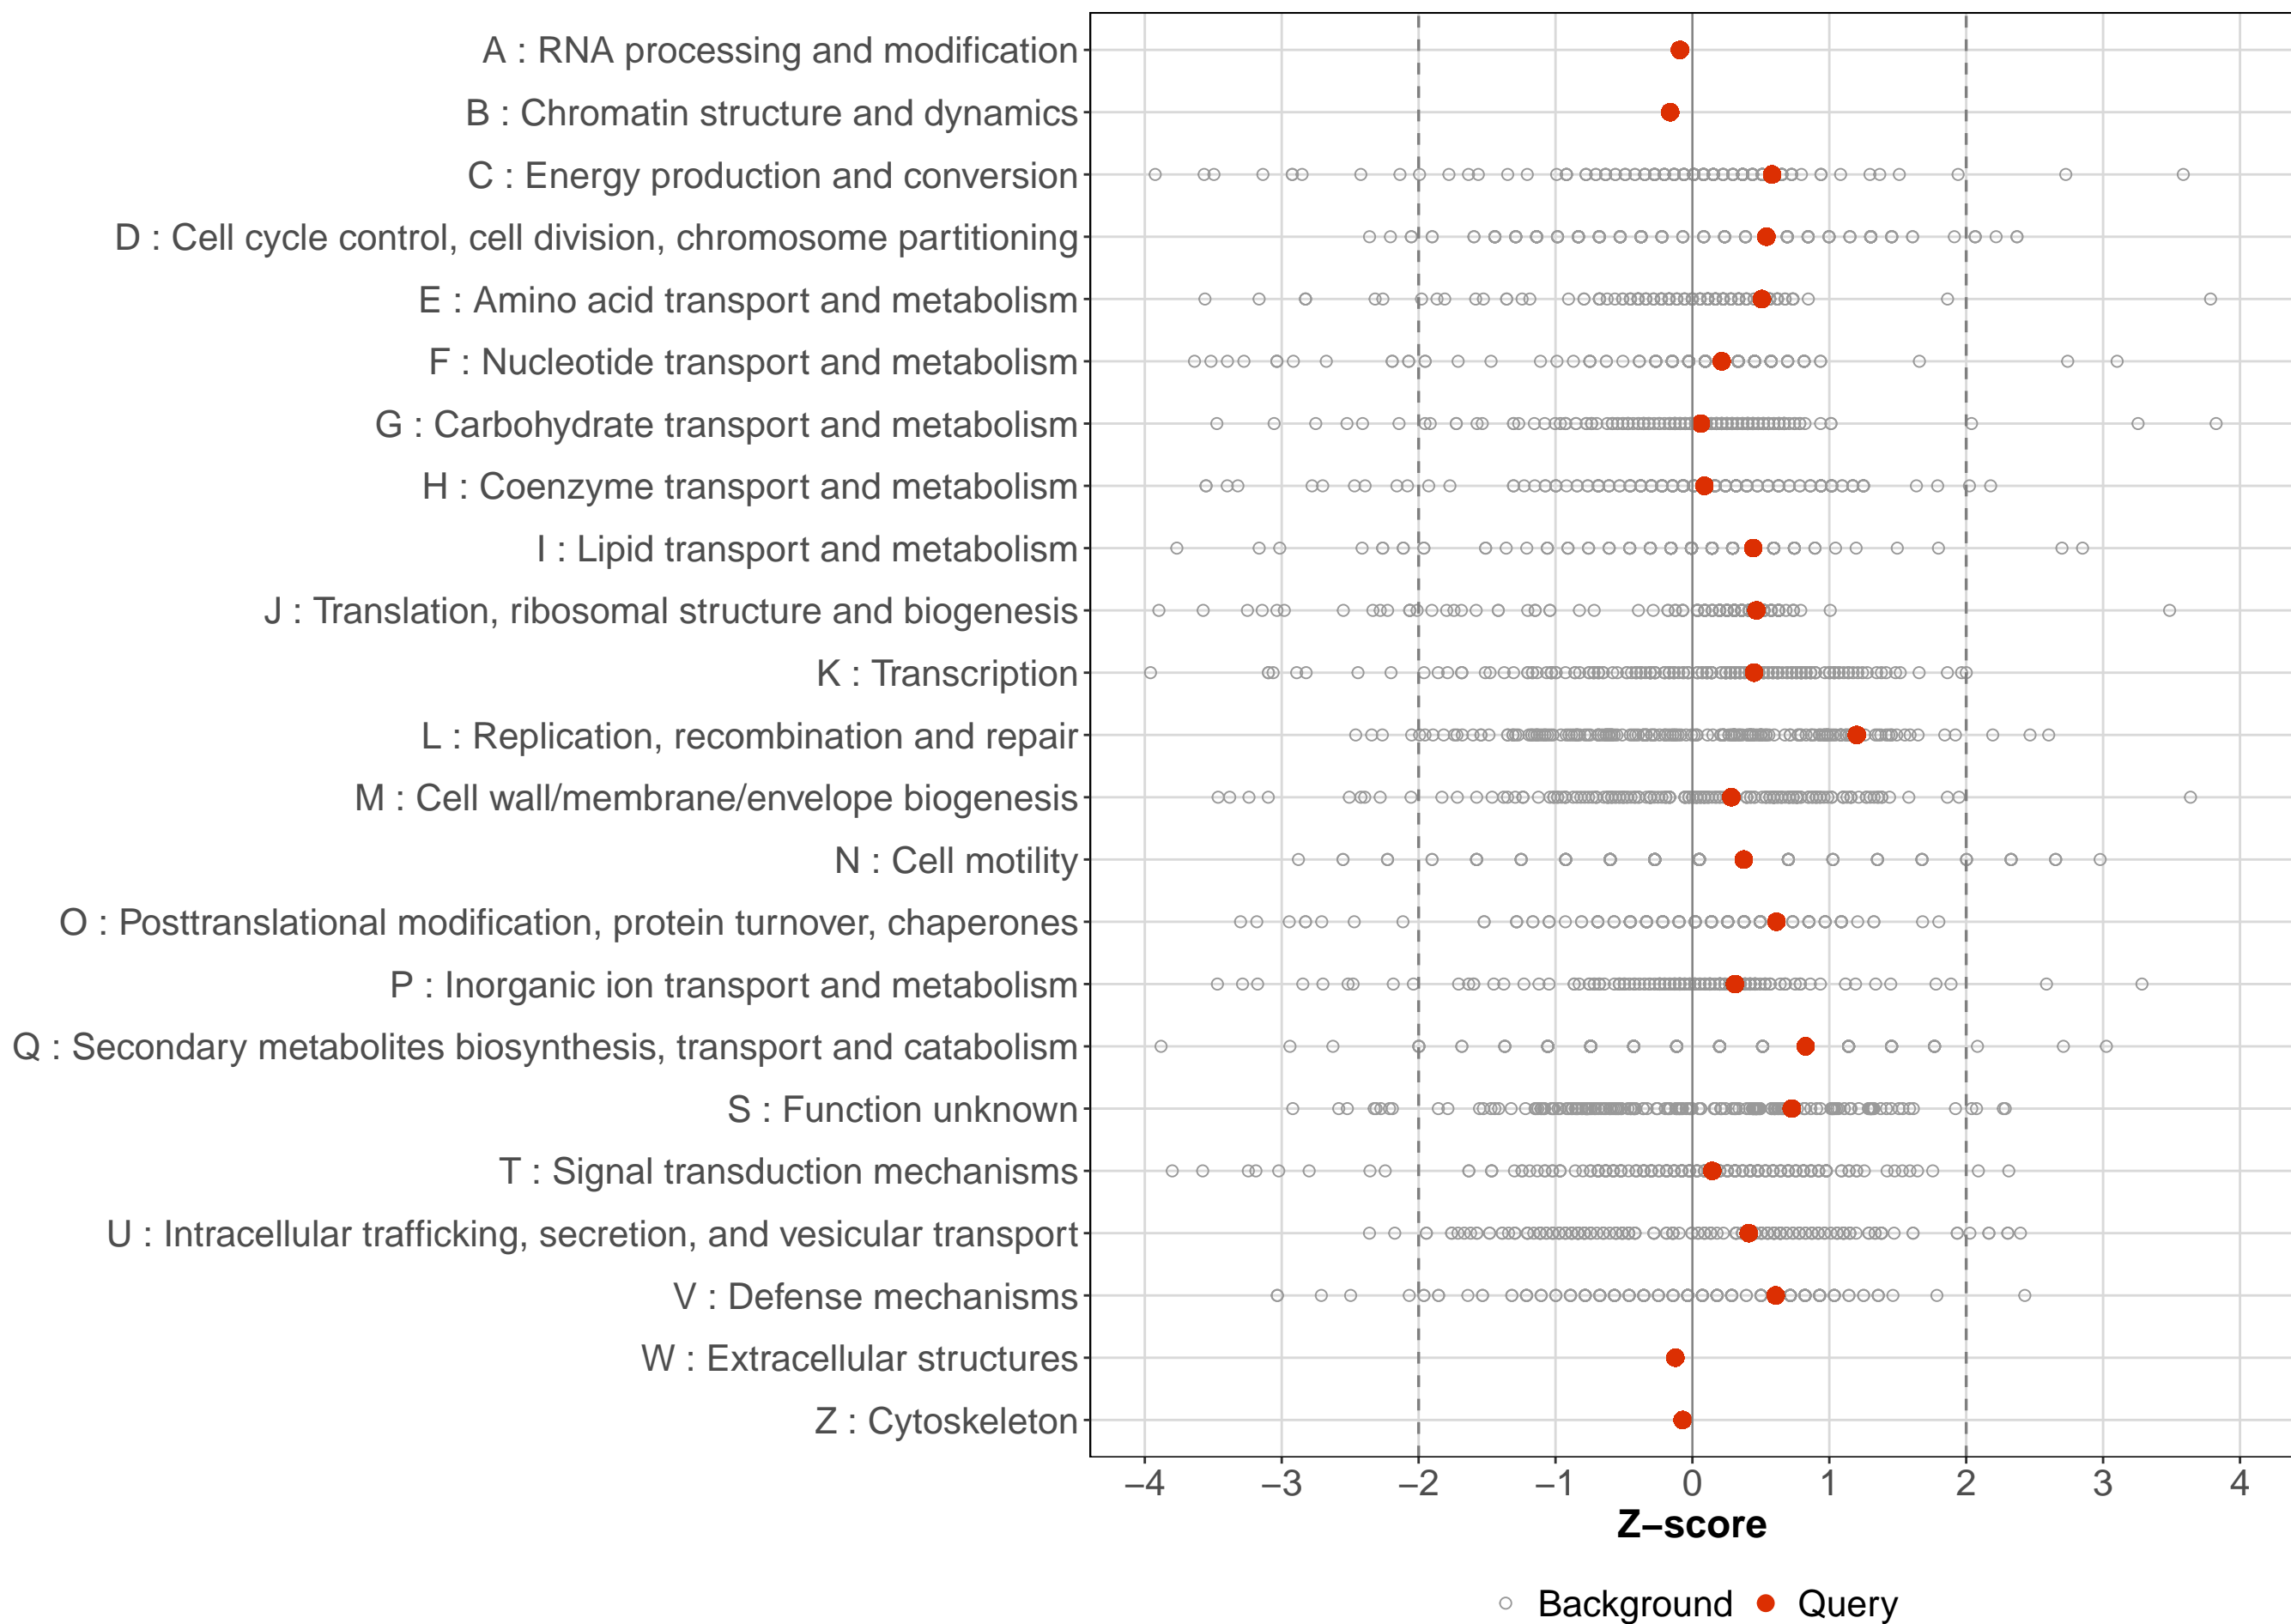 A : RNA processing and modification
B : Chromatin structure and dynamics
C : Energy production and conversion
D : Cell cycle control, cell division, chromosome partitioning
E : Amino acid transport and metabolism
F : Nucleotide transport and metabolism
G : Carbohydrate transport and metabolism
H : Coenzyme transport and metabolism
I : Lipid transport and metabolism
J : Translation, ribosomal structure and biogenesis
K : Transcription
L : Replication, recombination and repair
M : Cell wall/membrane/envelope biogenesis
N : Cell motility
O : Posttranslational modification, protein turnover, chaperones
P : Inorganic ion transport and metabolism
Q : Secondary metabolites biosynthesis, transport and catabolism
S : Function unknown
T : Signal transduction mechanisms
U : Intracellular trafficking, secretion, and vesicular transport
V : Defense mechanisms
W : Extracellular structures
Z : Cytoskeleton
−4 −3 −2 −1 0 1 2 3 4
Z−score
Background Query